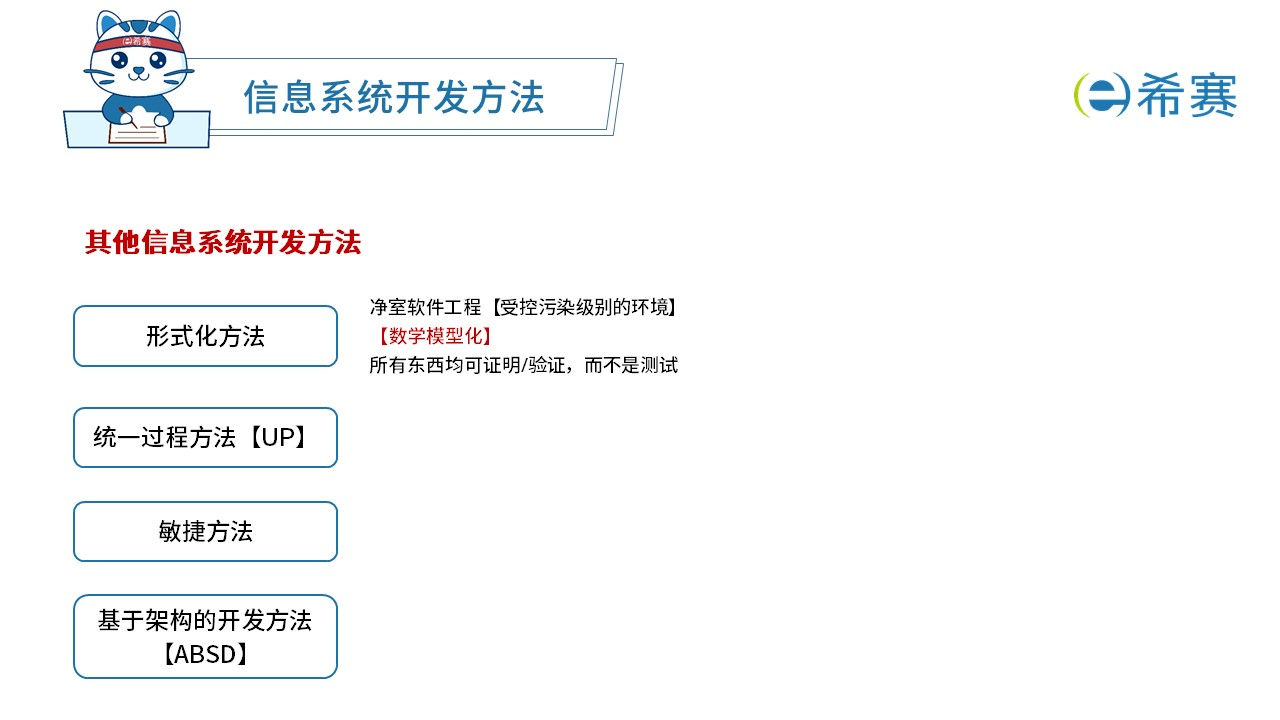 信息系统开发方法
希赛
希赛
其他信息系统开发方法
形式化方法
净室软件工程【受控污染级别的环境】
【数学模型化】
所有东西均可证明/验证，而不是测试
统一过程方法【UP】
敏捷方法
基于架构的开发方法
【ABSD】